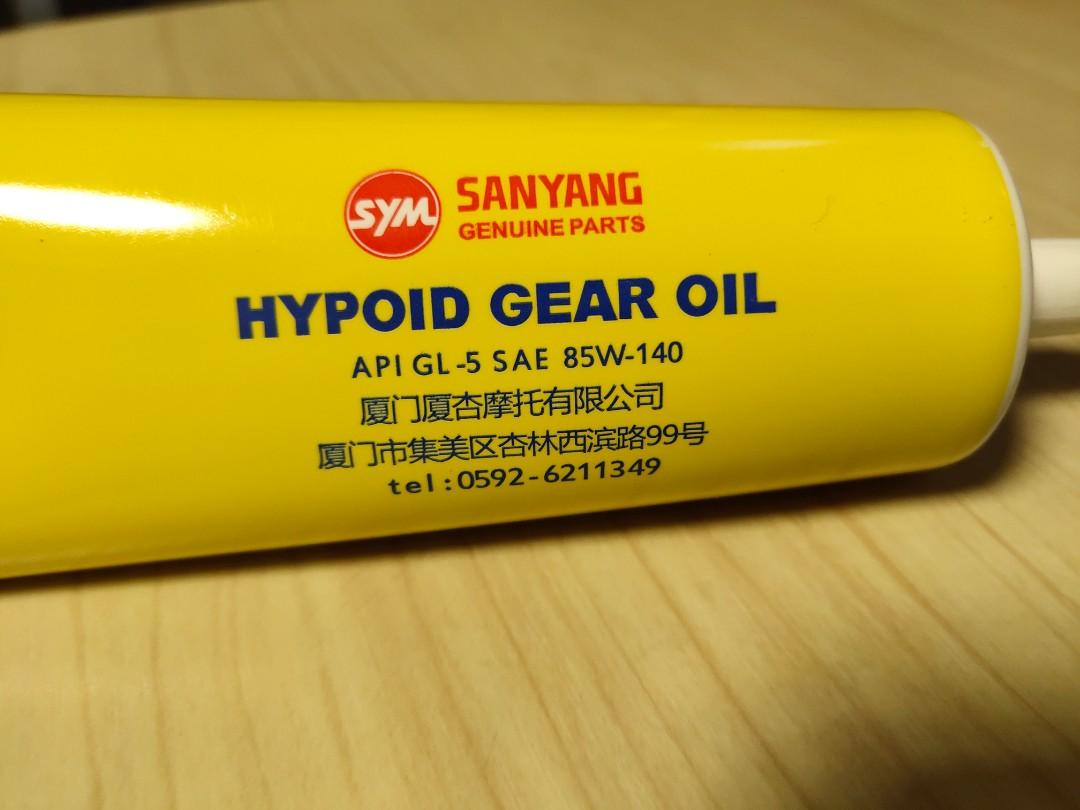 SYM SANYANG
GENUINE PARTS
HYPOID GEAR OIL
API GL-5 SAE 85W-140
厦门厦杏摩托有限公司
厦门市集美区杏林西滨路99号
tel:0592-6211349